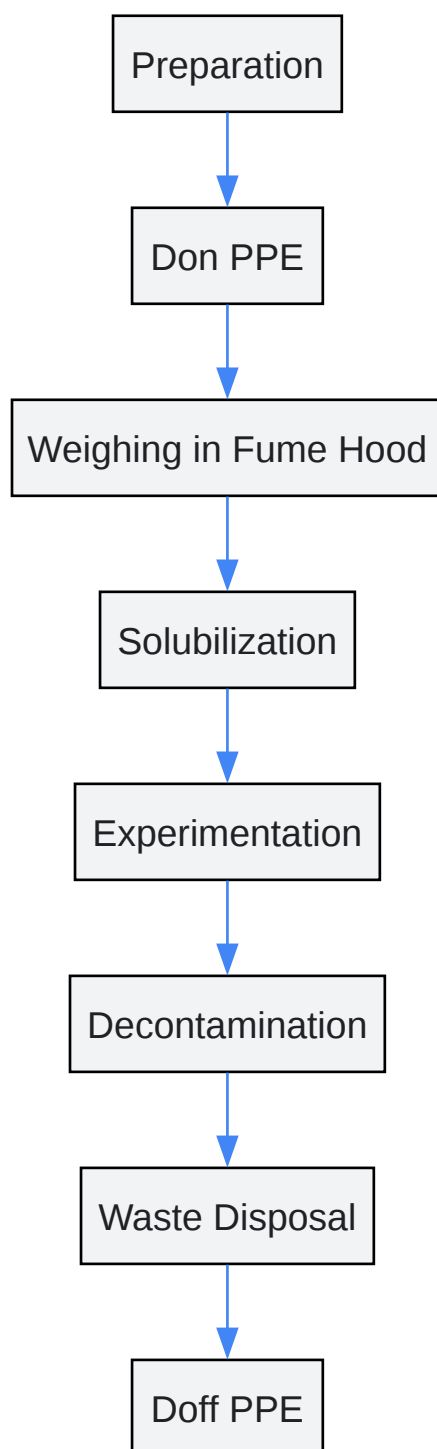 Preparation
Don PPE
Weighing in Fume Hood
Solubilization
Experimentation
Decontamination
Waste Disposal
Doff PPE